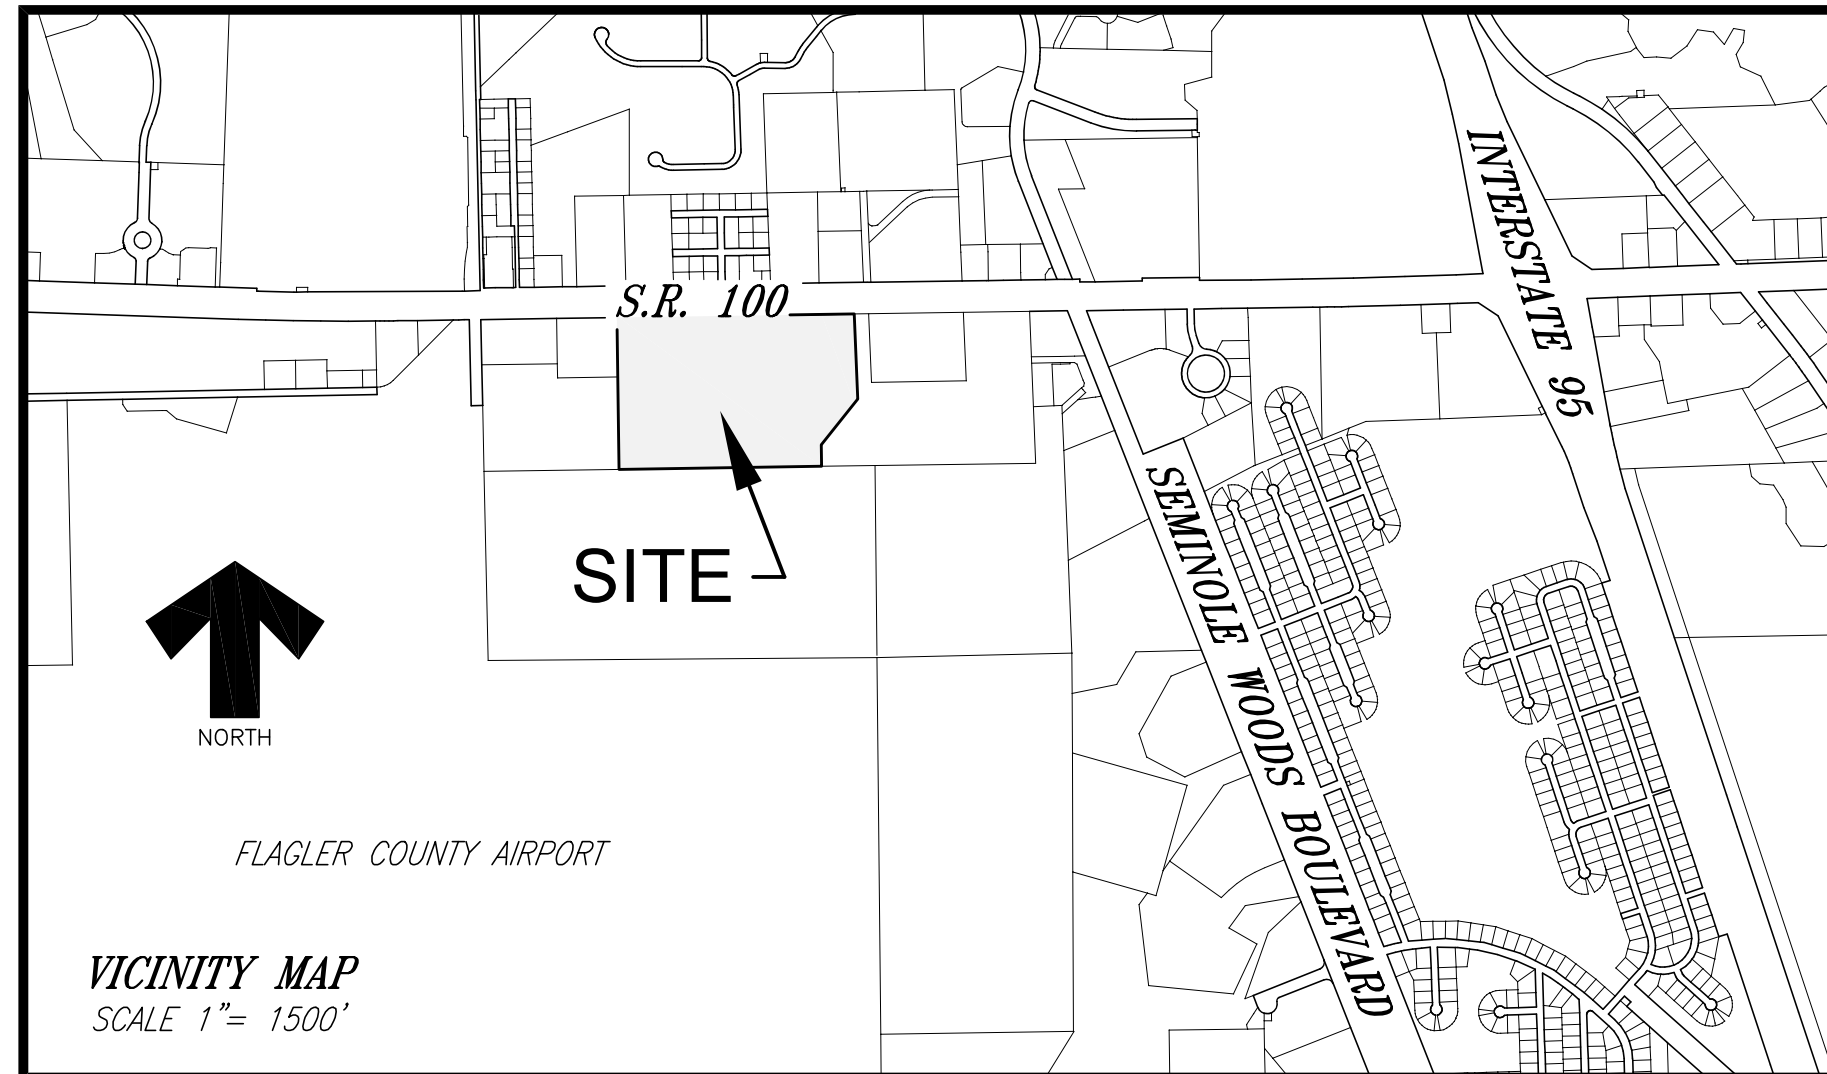 INTERSTATE 95
S.R. 100
SEMINOLE WOODS BOULEVARD
SITE
NORTH
FLAGLER COUNTY AIRPORT
VICINITY MAP
SCALE 1"= 1500'